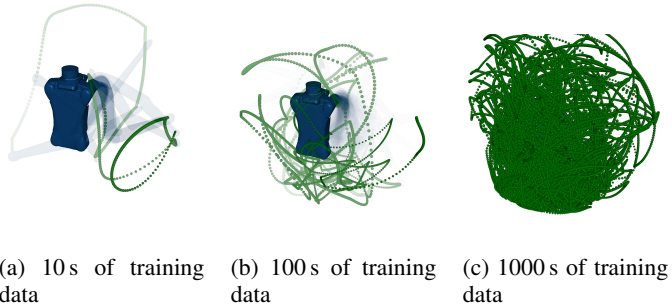 (a) 10 s of training data
(b) 100 s of training data
(c) 1000 s of training data